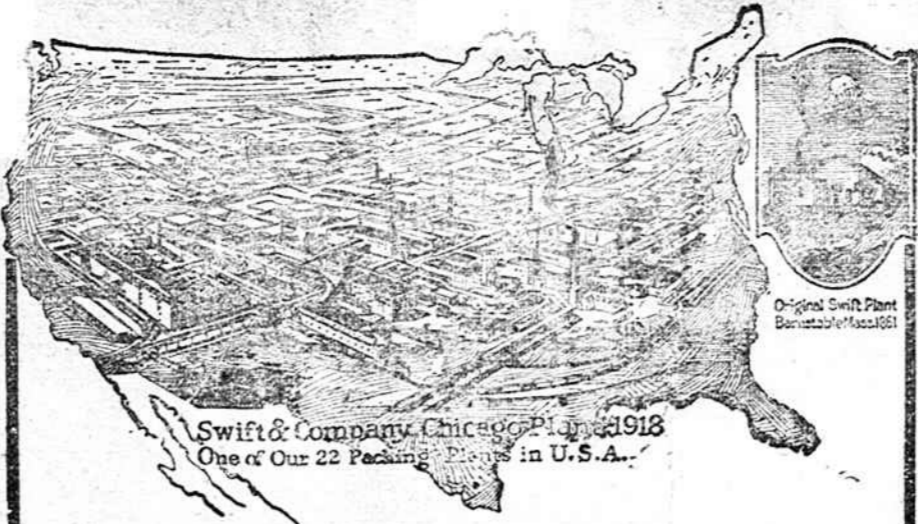 Original Swift Plant
Barnstable Mass. 1861
Swift & Company Chicago Plant 1918
One of Our 22 Packing Plants in U.S.A.